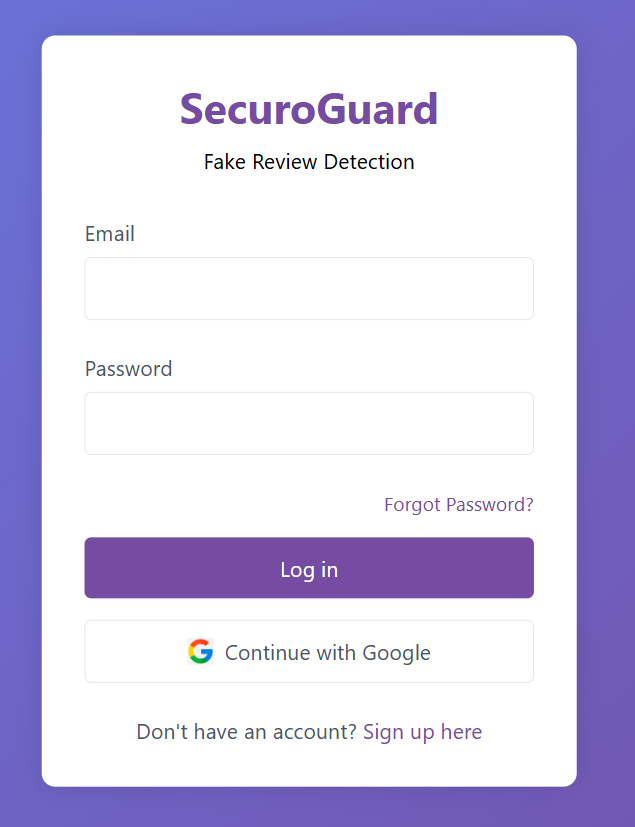 SecuroGuard
Fake Review Detection
Email
Password
Forgot Password?
Log in
Continue with Google
Don't have an account? Sign up here